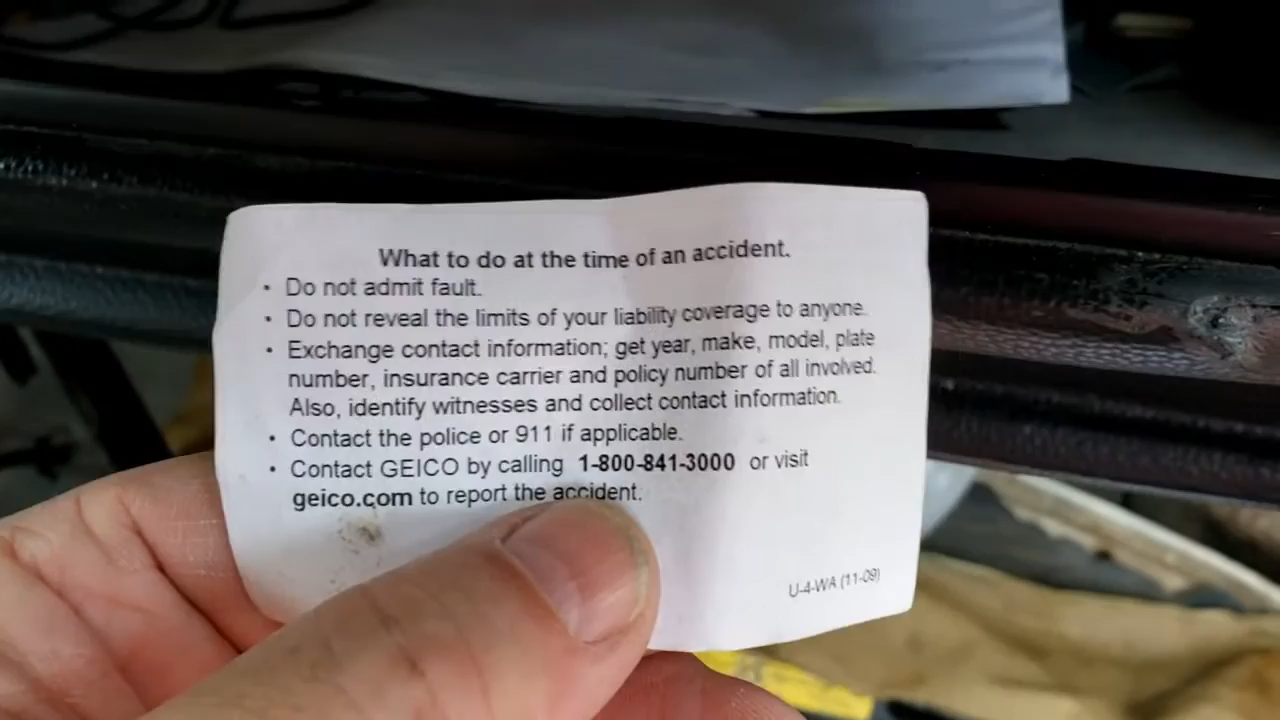 What to do at the time of an accident.
• Do not admit fault.
• Do not reveal the limits of your liability coverage to anyone.
• Exchange contact information; get year, make, model, plate
number, insurance carrier and policy number of all involved.
Also, identify witnesses and collect contact information.
• Contact the police or 911 if applicable.
• Contact GEICO by calling 1-800-841-3000 or visit
geico.com to report the accident.
U-4-WA (11-09)